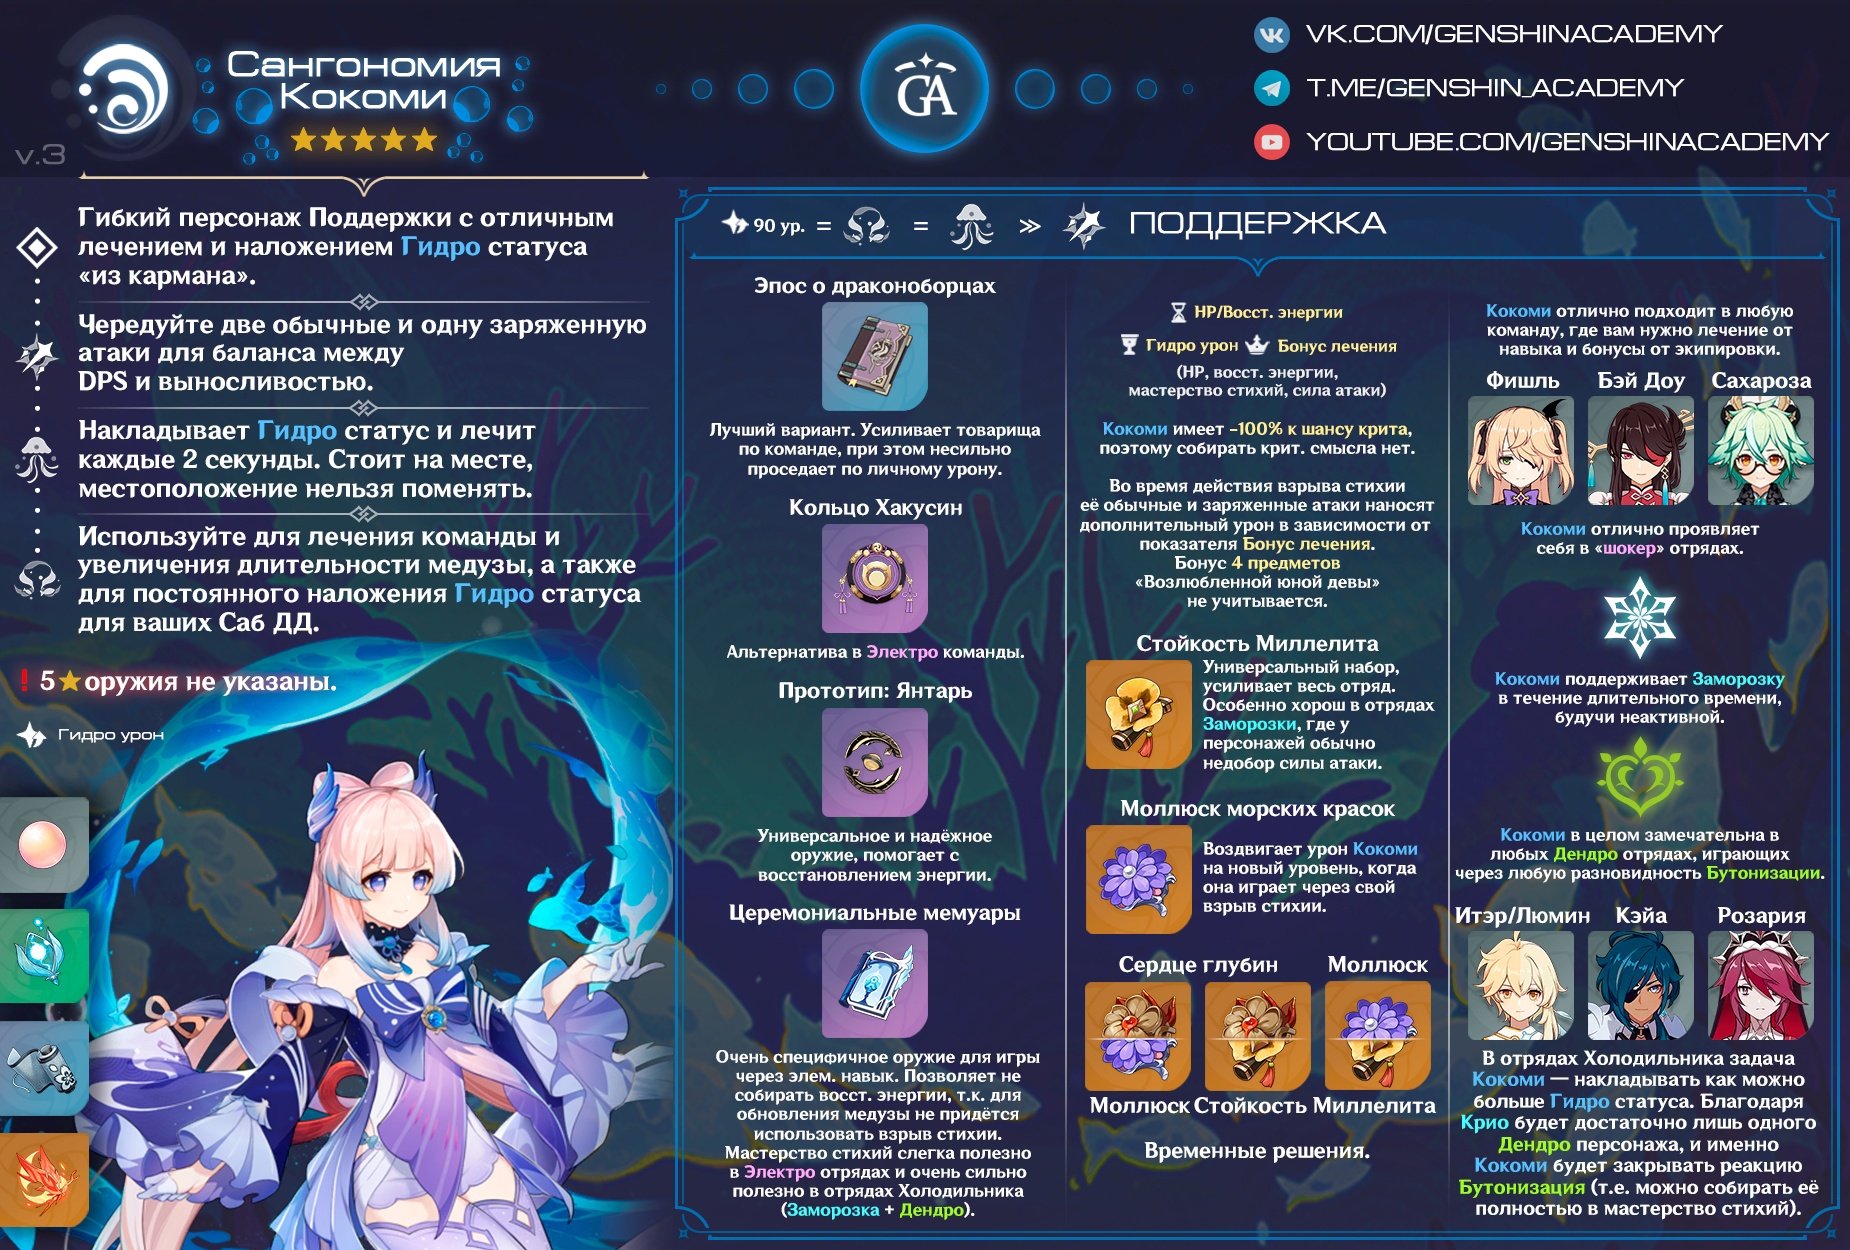 Сангономия
Кокоми
v.3
GA
VK.COM/GENSHINACADEMY
T.ME/GENSHIN_ACADEMY
YOUTUBE.COM/GENSHINACADEMY
Гибкий персонаж Поддержки с отличным
лечением и наложением Гидро статуса
«из кармана».
Чередуйте две обычные и одну заряженную
атаки для баланса между
DPS и выносливостью.
Накладывает Гидро статус и лечит
каждые 2 секунды. Стоит на месте,
местоположение нельзя поменять.
Используйте для лечения команды и
увеличения длительности медузы, а также
для постоянного наложения Гидро статуса
для ваших Саб ДД.
! 5★оружия не указаны.
Гидро урон
90 ур. = = >> ПОДДЕРЖКА
Эпос о драконоборцах
Лучший вариант. Усиливает товарища
по команде, при этом несильно
проседает по личному урону.
Кольцо Хакусин
Альтернатива в Электро команды.
Прототип: Янтарь
Универсальное и надёжное
оружие, помогает с
восстановлением энергии.
Церемониальные мемуары
Очень специфичное оружие для игры
через элем. навык. Позволяет не
собирать восст. энергии, т.к. для
обновления медузы не придётся
использовать взрыв стихии.
Мастерство стихий слегка полезно
в Электро отрядах и очень сильно
полезно в отрядах Холодильника
(Заморозка + Дендро).
HP/Восст. энергии
Гидро урон Бонус лечения
(HP, восст. энергии,
мастерство стихий, сила атаки)
Кокоми имеет -100% к шансу крита,
поэтому собирать крит. смысла нет.
Во время действия взрыва стихии
её обычные и заряженные атаки наносят
дополнительный урон в зависимости от
показателя Бонус лечения.
Бонус 4 предметов
«Возлюбленной юной девы»
не учитывается.
Стойкость Миллелита
Универсальный набор,
усиливает весь отряд.
Особенно хорош в отрядах
Заморозки, где у
персонажей обычно
недобор силы атаки.
Моллюск морских красок
Воздвигает урон Кокоми
на новый уровень, когда
она играет через свой
взрыв стихии.
Сердце глубин Моллюск
Моллюск Стойкость Миллелита
Временные решения.
Кокоми отлично подходит в любую
команду, где вам нужно лечение от
навыка и бонусы от экипировки.
Фишль Бэй Доу Сахароза
Кокоми отлично проявляет
себя в «шокер» отрядах.
Кокоми поддерживает Заморозку
в течение длительного времени,
будучи неактивной.
Кокоми в целом замечательна в
любых Дендро отрядах, играющих
через любую разновидность Бутонизации.
Итэр/Люмин Кэйа Розария
В отрядах Холодильника задача
Кокоми — накладывать как можно
больше Гидро статуса. Благодаря
Крио будет достаточно лишь одного
Дендро персонажа, и именно
Кокоми будет закрывать реакцию
Бутонизация (т.е. можно собирать её
полностью в мастерство стихий).